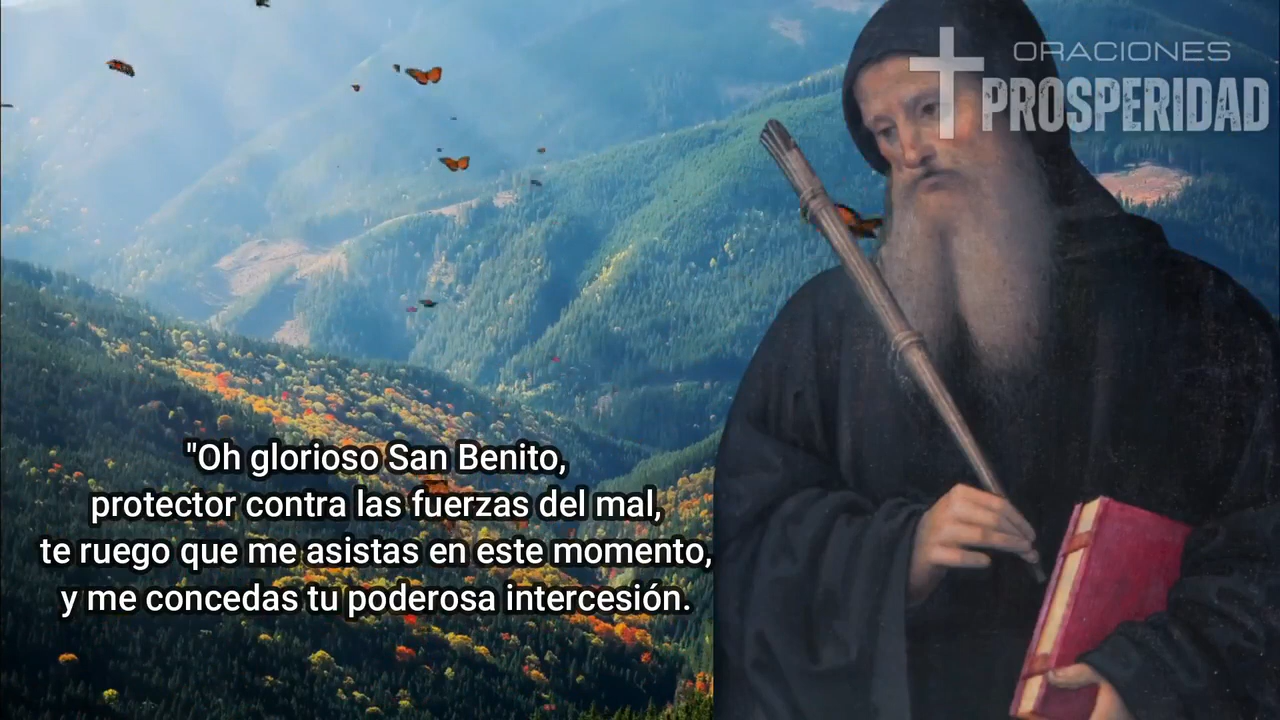 ORACIONES
PROSPERIDAD
"Oh glorioso San Benito,
protector contra las fuerzas del mal,
te ruego que me asistas en este momento,
y me concedas tu poderosa intercesión.